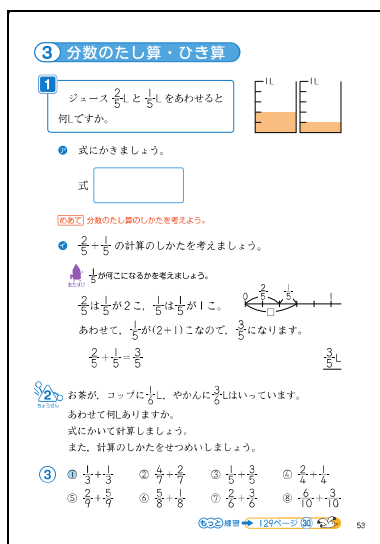 3 分数のたし算・ひき算
1
ジュース 2/5 L と 1/5 L をあわせると
何Lですか。
1L 1L
ア 式にかきましょう。
式
めあて 分数のたし算のしかたを考えよう。
イ 2/5 + 1/5 の計算のしかたを考えましょう。
おたすけ 1/5 が何こになるかを考えましょう。
2/5 は 1/5 が2こ，1/5 は 1/5 が1こ。
あわせて，1/5 が(2+1)こなので，3/5 になります。
0 2/5 1/5 1
□
2/5 + 1/5 = 3/5
3/5 L
2 ちょうせん
お茶が，コップに 1/6 L，やかんに 3/6 L はいっています。
あわせて何Lありますか。
式にかいて計算しましょう。
また，計算のしかたをせつめいしましょう。
3 ① 1/3 + 1/3 ② 4/7 + 2/7 ③ 1/5 + 3/5 ④ 2/4 + 1/4
⑤ 2/9 + 5/9 ⑥ 5/8 + 1/8 ⑦ 2/6 + 3/6 ⑧ 6/10 + 3/10
もっと練習 129ページ 30
53